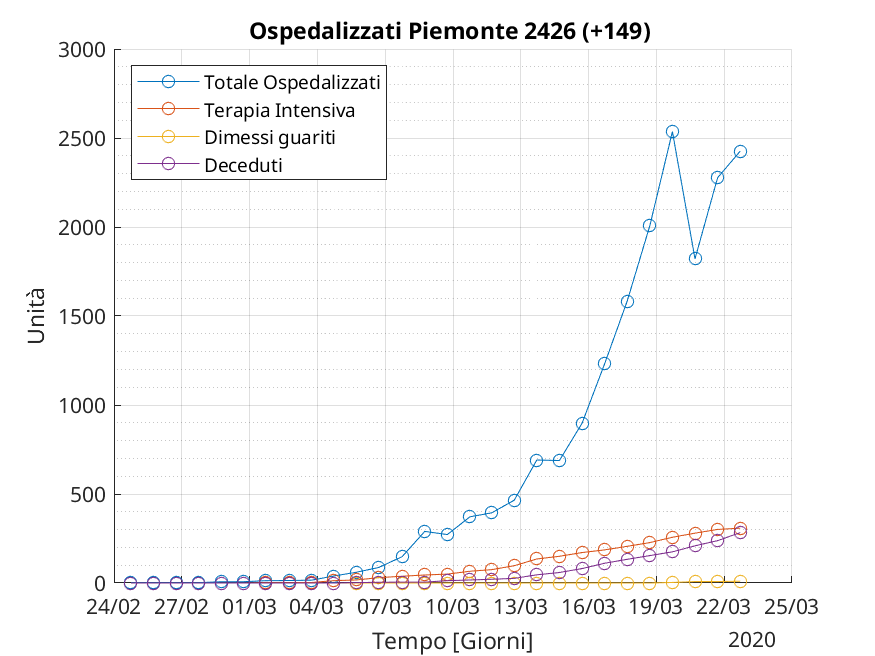 Ospedalizzati Piemonte 2426 (+149)
3000
2500
2000
1500
1000
500
0
Unità
Totale Ospedalizzati
Terapia Intensiva
Dimessi guariti
Deceduti
24/02 27/02 01/03 04/03 07/03 10/03 13/03 16/03 19/03 22/03 25/03
Tempo [Giorni]
2020